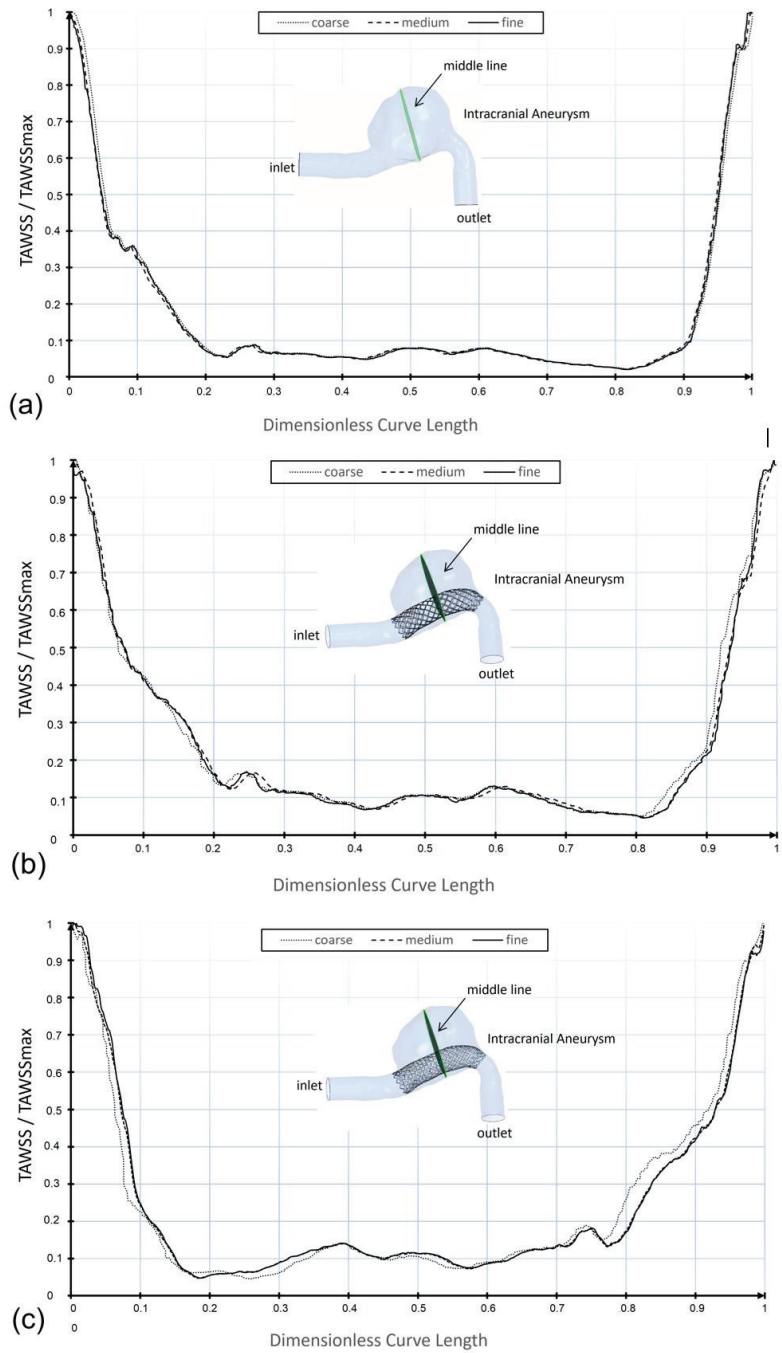 coarse medium fine
1
0.9
0.8
0.7
0.6
0.5
0.4
0.3
0.2
0.1
0
TAWSS / TAWSSmax
middle line
Intracranial Aneurysm
inlet
outlet
0 0.1 0.2 0.3 0.4 0.5 0.6 0.7 0.8 0.9 1
(a)
Dimensionless Curve Length
coarse medium fine
1
0.9
0.8
0.7
0.6
0.5
0.4
0.3
0.2
0.1
0
TAWSS / TAWSSmax
middle line
Intracranial Aneurysm
inlet
outlet
0 0.1 0.2 0.3 0.4 0.5 0.6 0.7 0.8 0.9 1
(b)
Dimensionless Curve Length
coarse medium fine
1
0.9
0.8
0.7
0.6
0.5
0.4
0.3
0.2
0.1
0
TAWSS / TAWSSmax
middle line
Intracranial Aneurysm
inlet
outlet
0 0.1 0.2 0.3 0.4 0.5 0.6 0.7 0.8 0.9 1
0
(c)
Dimensionless Curve Length